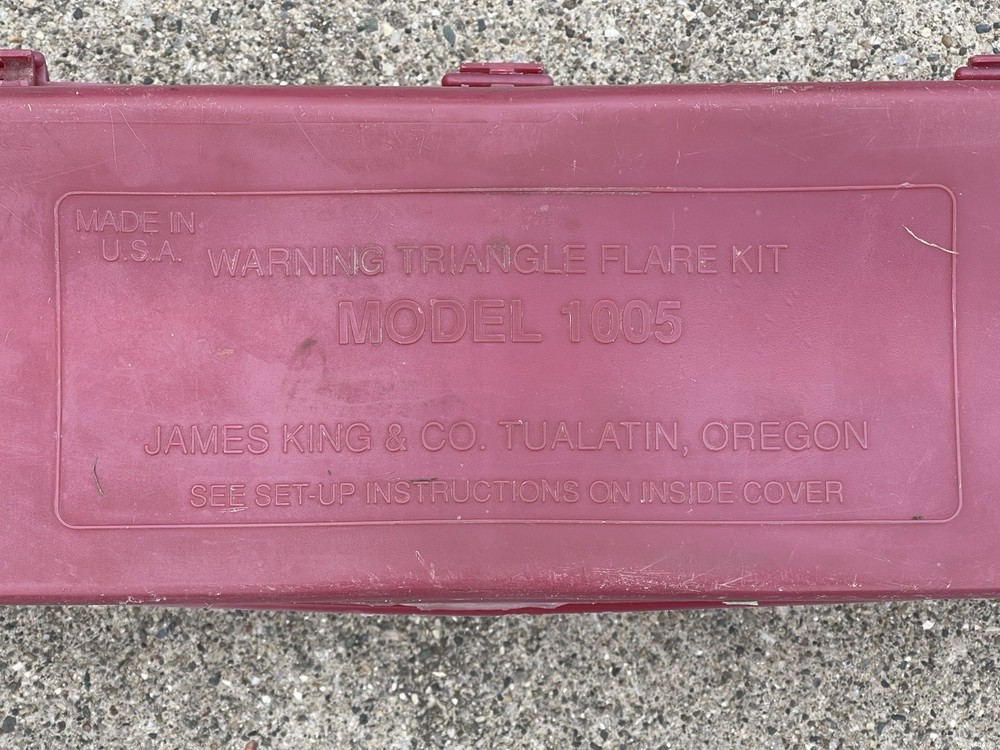 MADE IN
U.S.A.
WARNING TRIANGLE FLARE KIT
MODEL 1005
JAMES KING & CO. TUALATIN, OREGON
SEE SET-UP INSTRUCTIONS ON INSIDE COVER